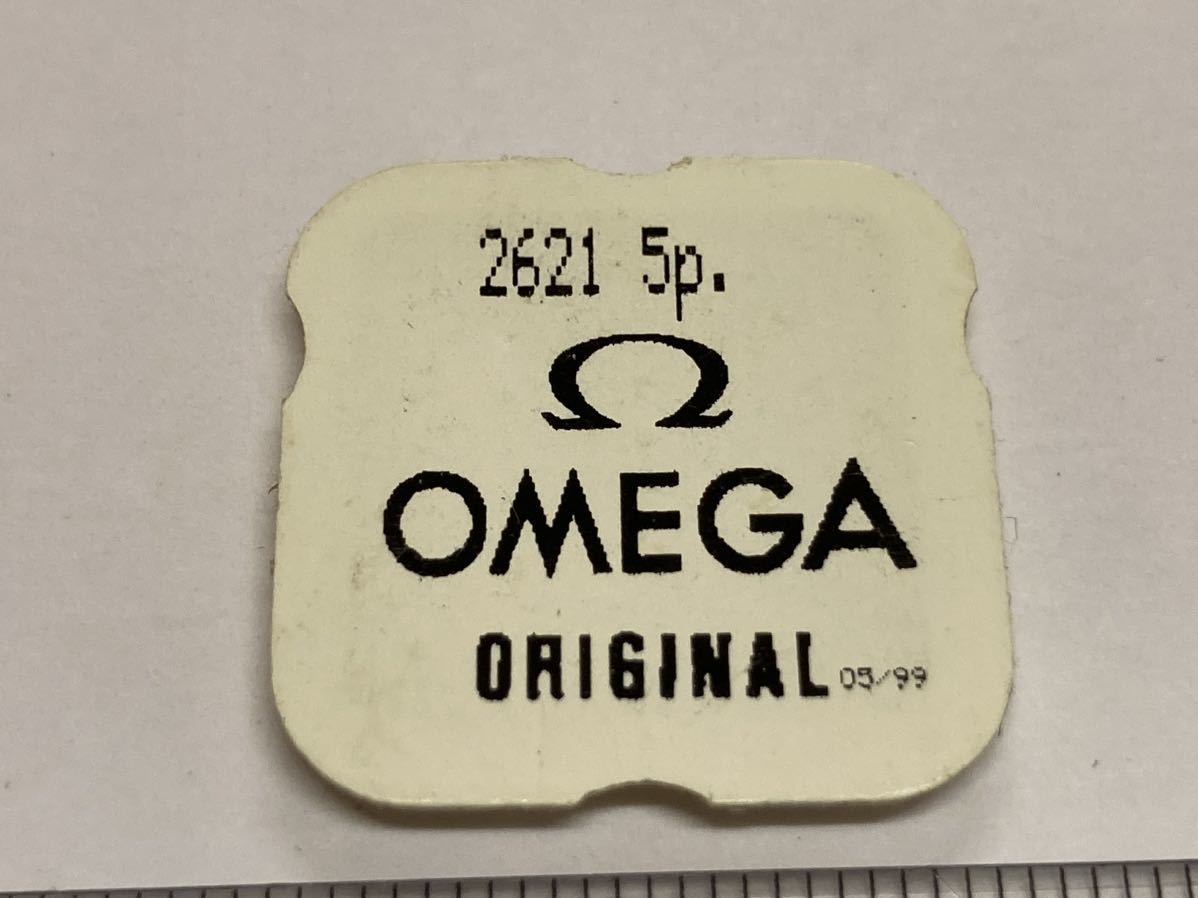 2621 5p.
Ω
OMEGA
ORIGINAL 05/99